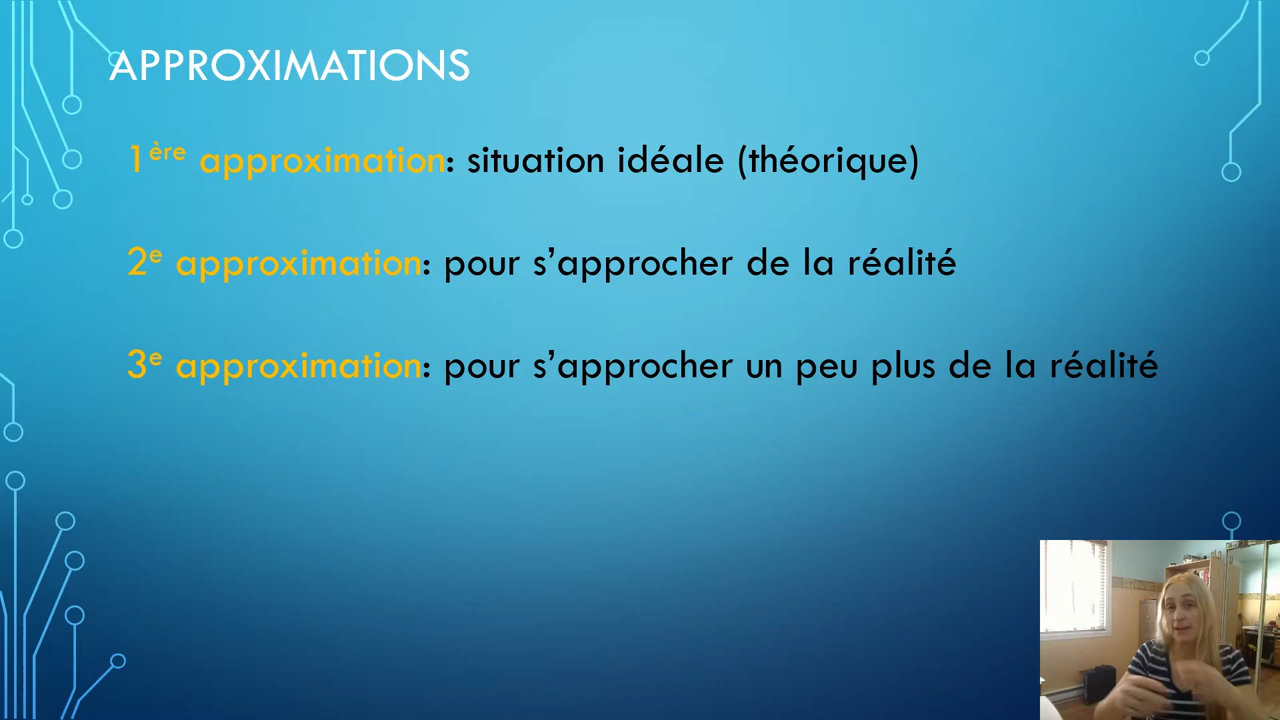 APPROXIMATIONS
1ère approximation: situation idéale (théorique)
2e approximation: pour s’approcher de la réalité
3e approximation: pour s’approcher un peu plus de la réalité